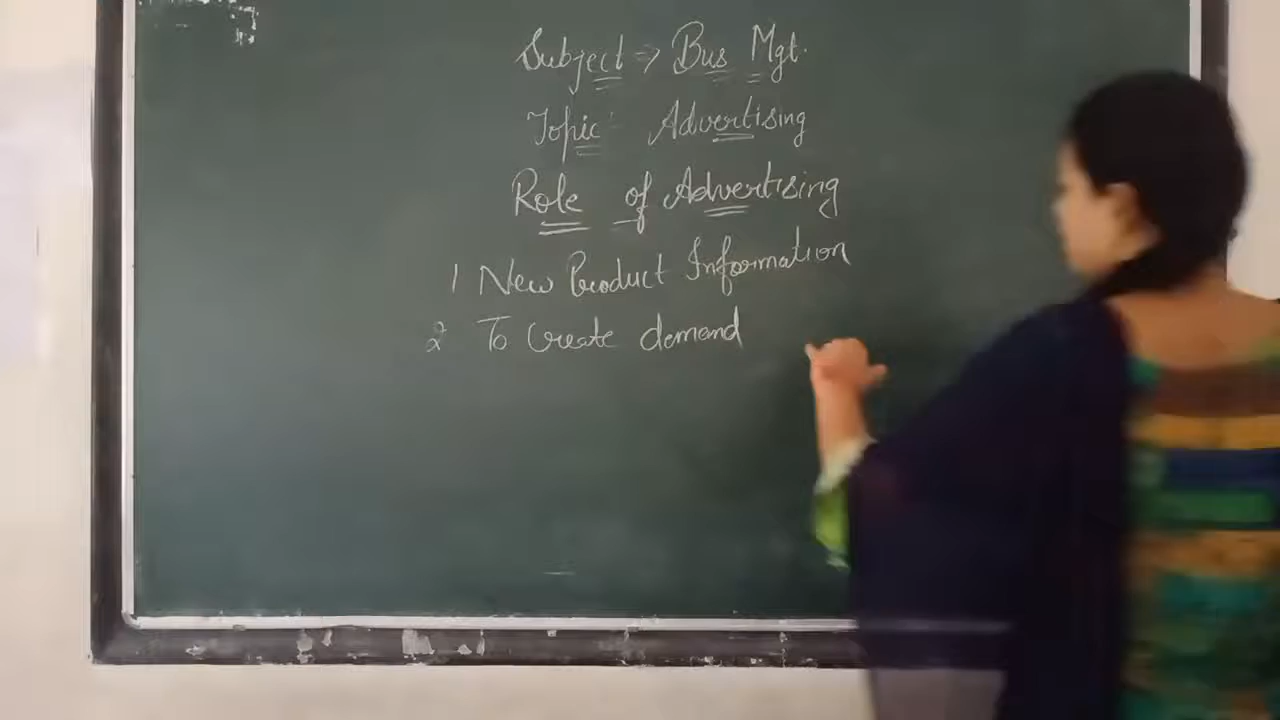 Subject → Bus Mgt.
Topic: Advertising
Role of Advertising
1 New Product Information
2 To Create demand